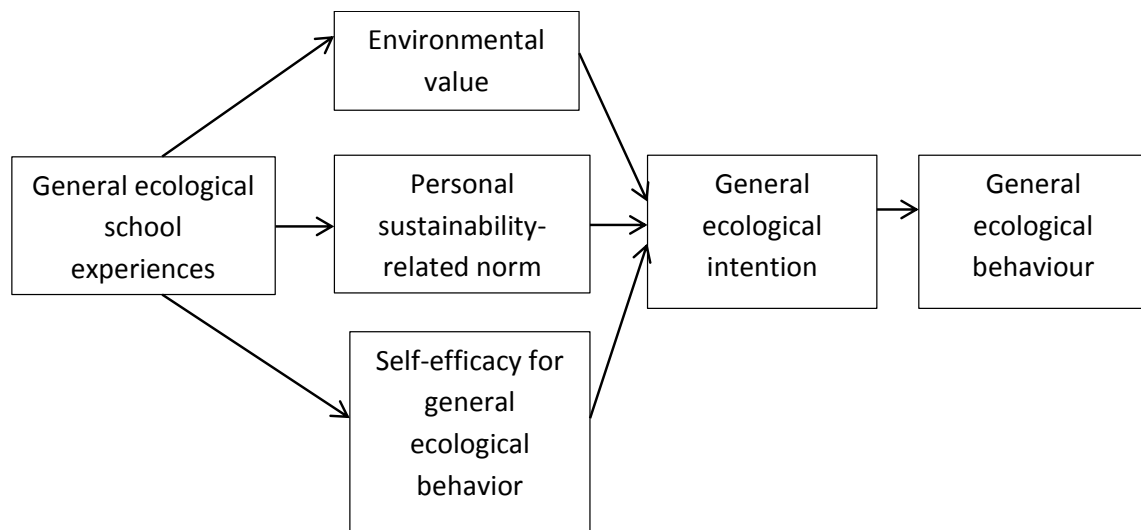 Environmental
value
General ecological
school
experiences
Personal
sustainability-
related norm
Self-efficacy for
general
ecological
behavior
General
ecological
intention
General
ecological
behaviour